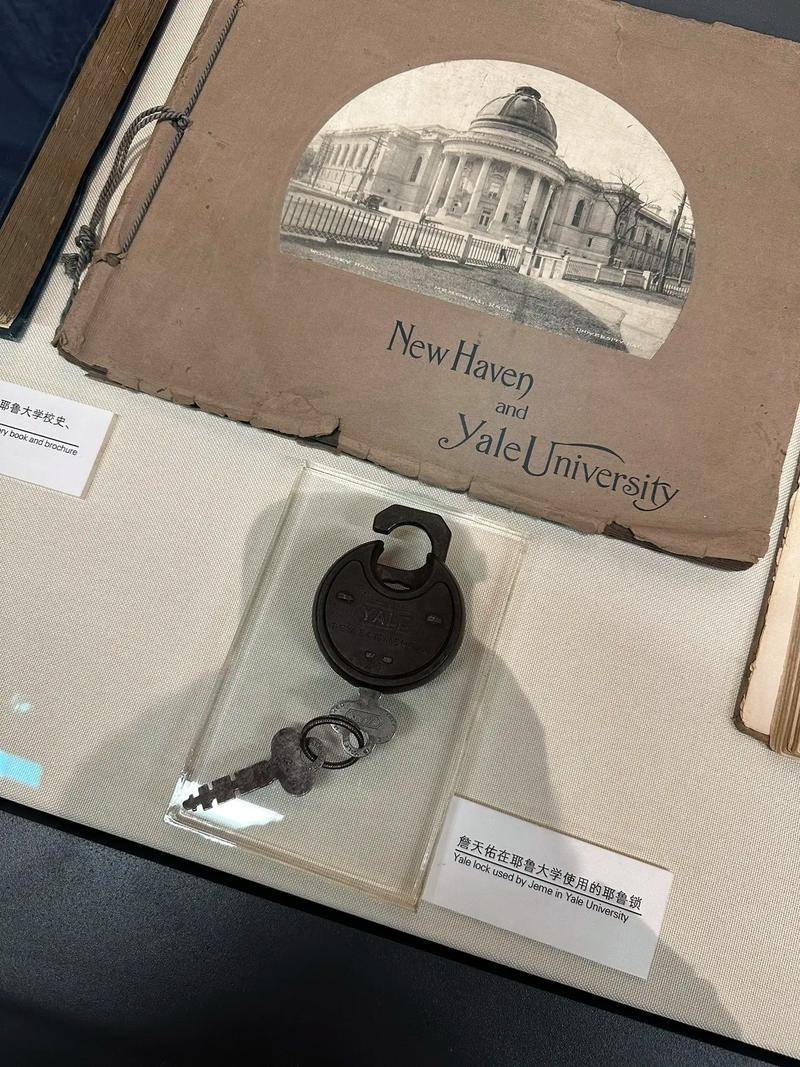 New Haven
and
Yale University
耶鲁大学校史、
ry book and brochure
YALE
詹天佑在耶鲁大学使用的耶鲁锁
Yale lock used by Jeme in Yale University